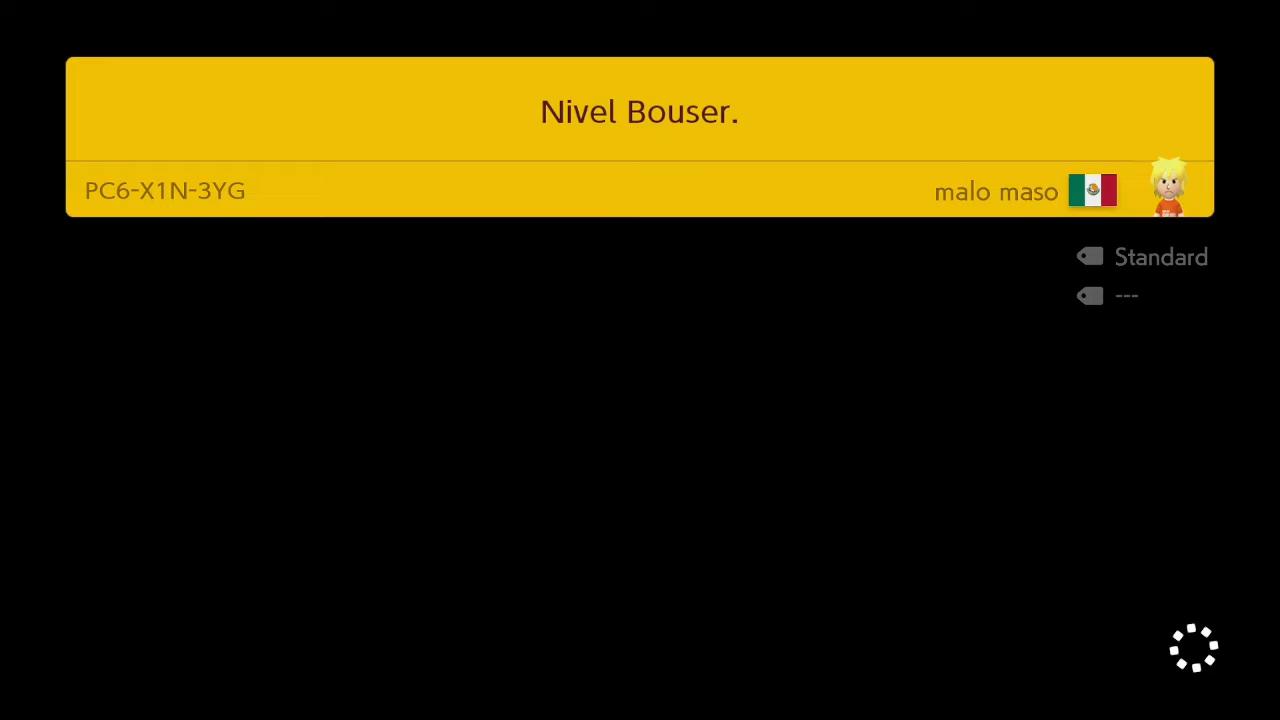 Nivel Bouser.
PC6-X1N-3YG
malo maso
Standard
---